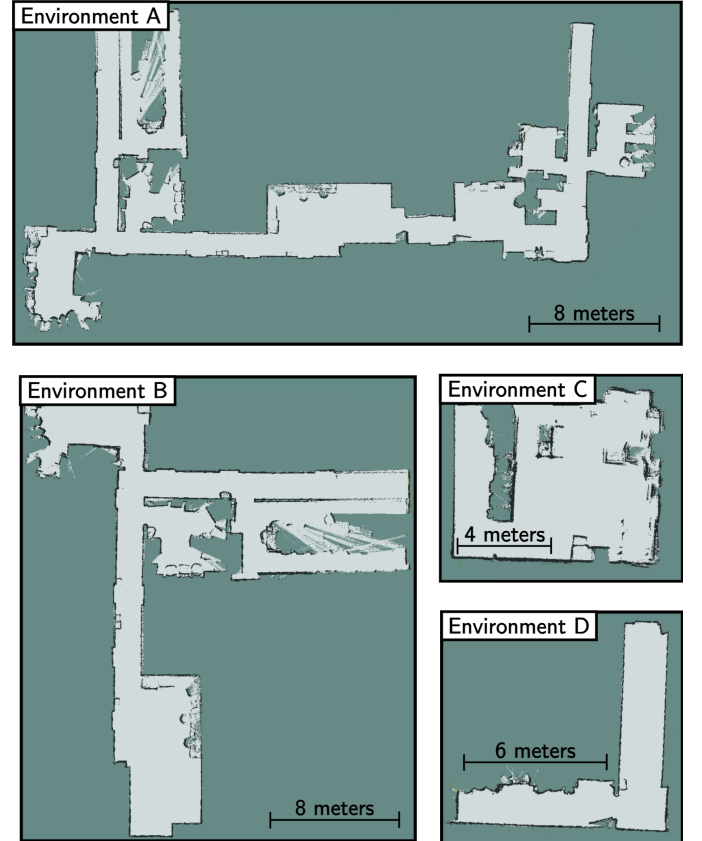 Environment A
8 meters
Environment B
8 meters
Environment C
4 meters
Environment D
6 meters